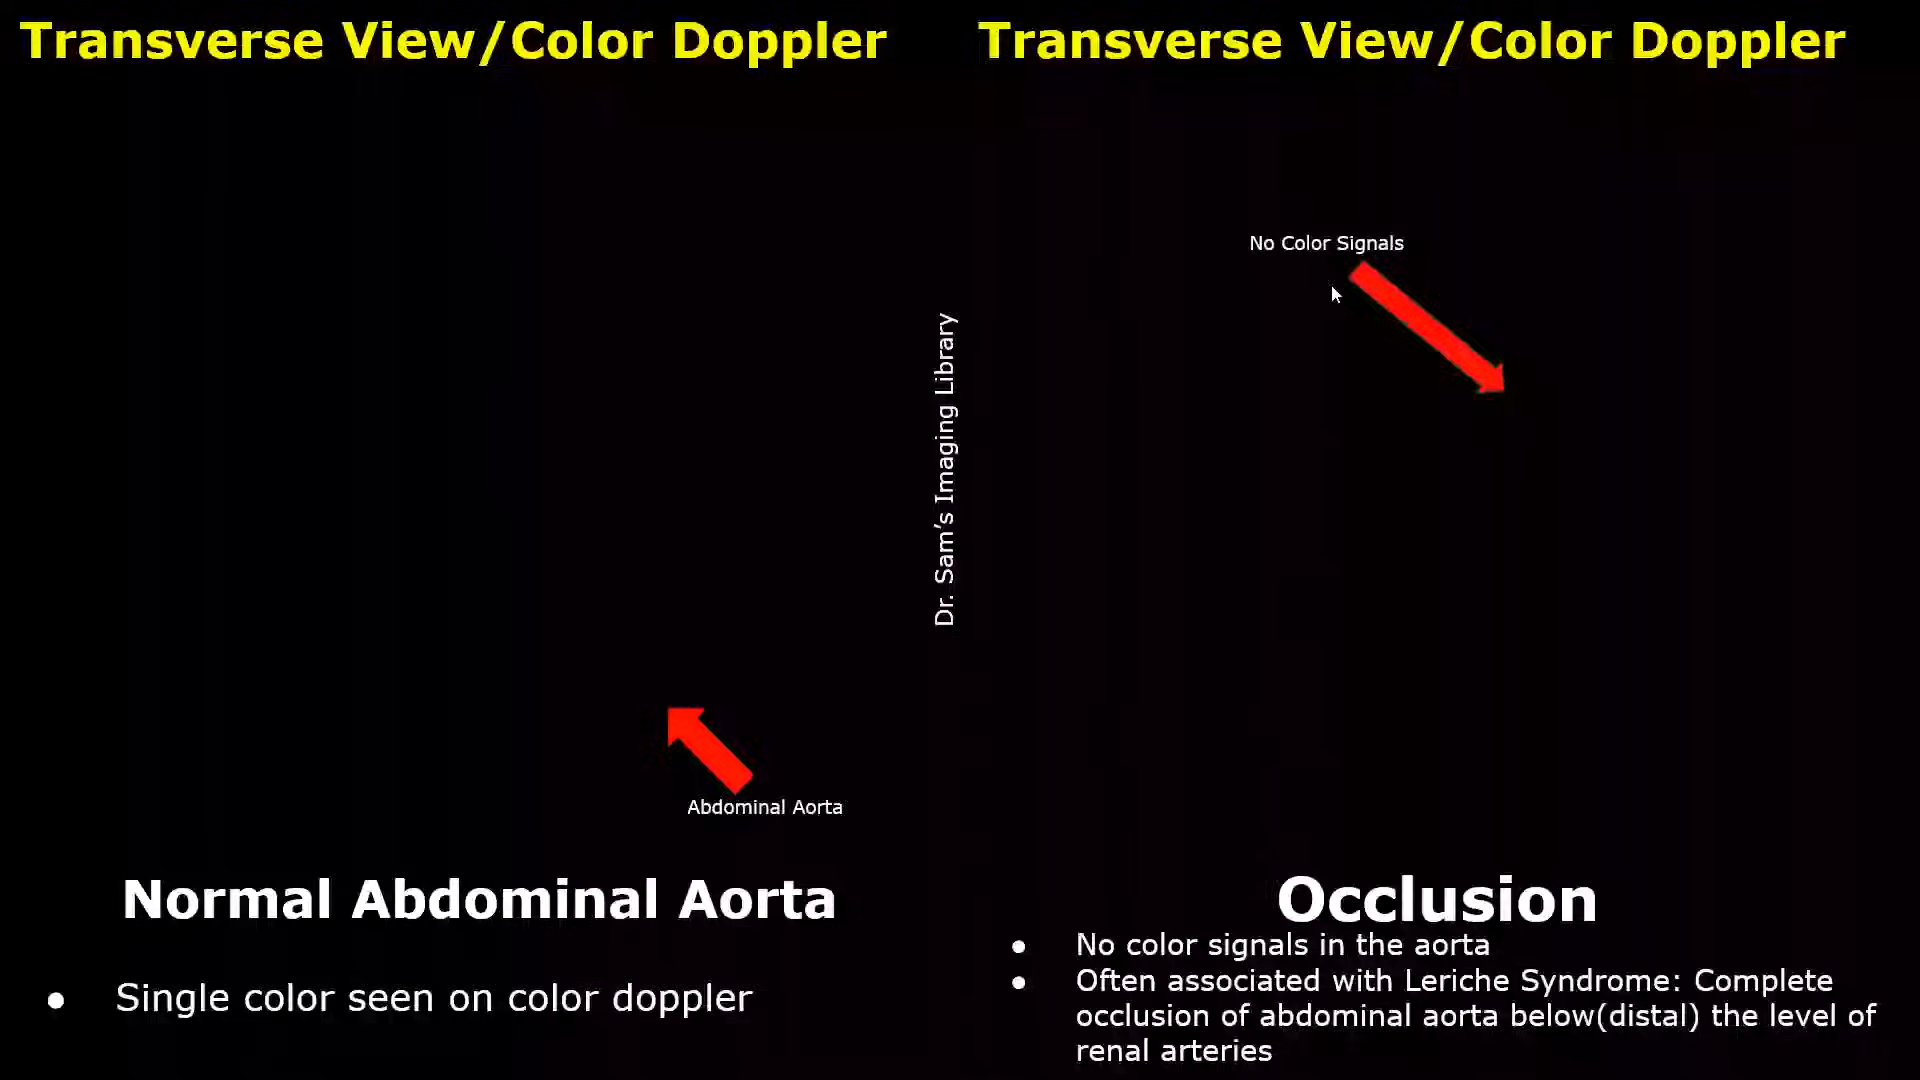 Transverse View/Color Doppler
Abdominal Aorta
Normal Abdominal Aorta
● Single color seen on color doppler
Dr. Sam’s Imaging Library
Transverse View/Color Doppler
No Color Signals
Occlusion
● No color signals in the aorta
● Often associated with Leriche Syndrome: Complete
occlusion of abdominal aorta below(distal) the level of
renal arteries